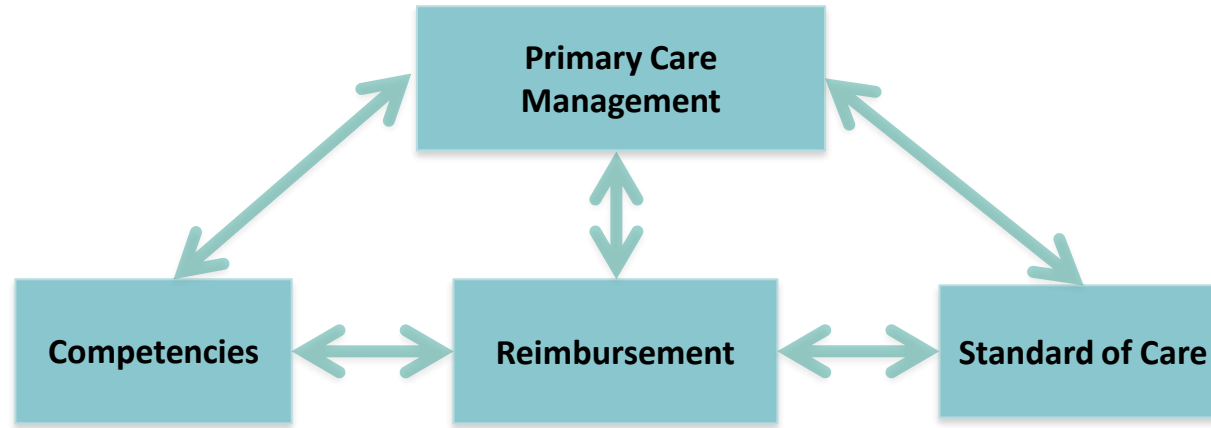 Primary Care
Management
Competencies
Reimbursement
Standard of Care